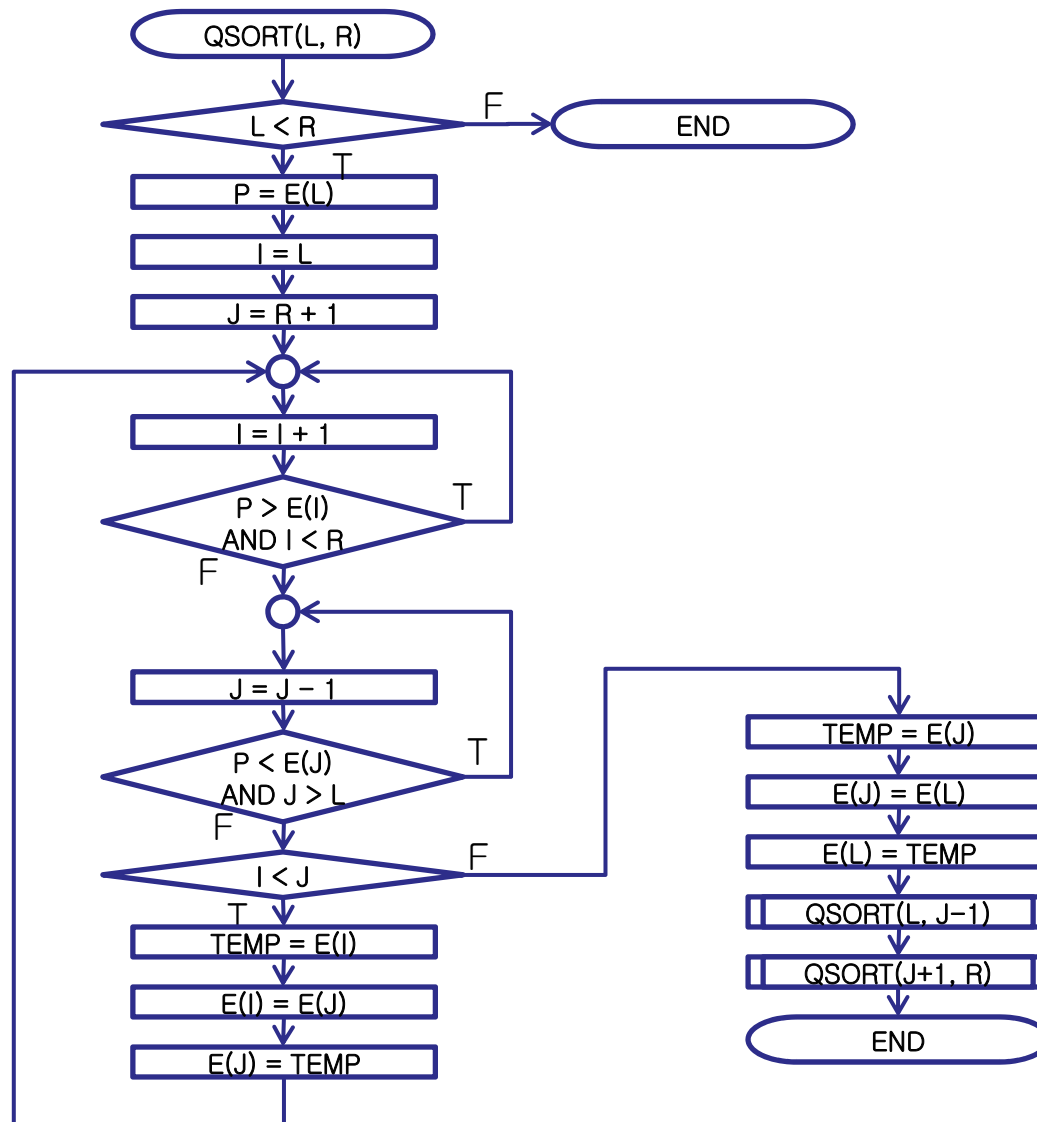 QSORT(L, R)
L < R
F
END
T
P = E(L)
I = L
J = R + 1
I = I + 1
P > E(I)
AND I < R
T
F
J = J - 1
P < E(J)
AND J > L
T
F
I < J
F
T
TEMP = E(I)
E(I) = E(J)
E(J) = TEMP
TEMP = E(J)
E(J) = E(L)
E(L) = TEMP
QSORT(L, J-1)
QSORT(J+1, R)
END